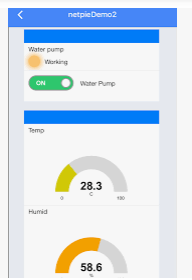 netpieDemo2
Water pump
Working
ON Water Pump
Temp
28.3
C
0 100
Humid
58.6
%